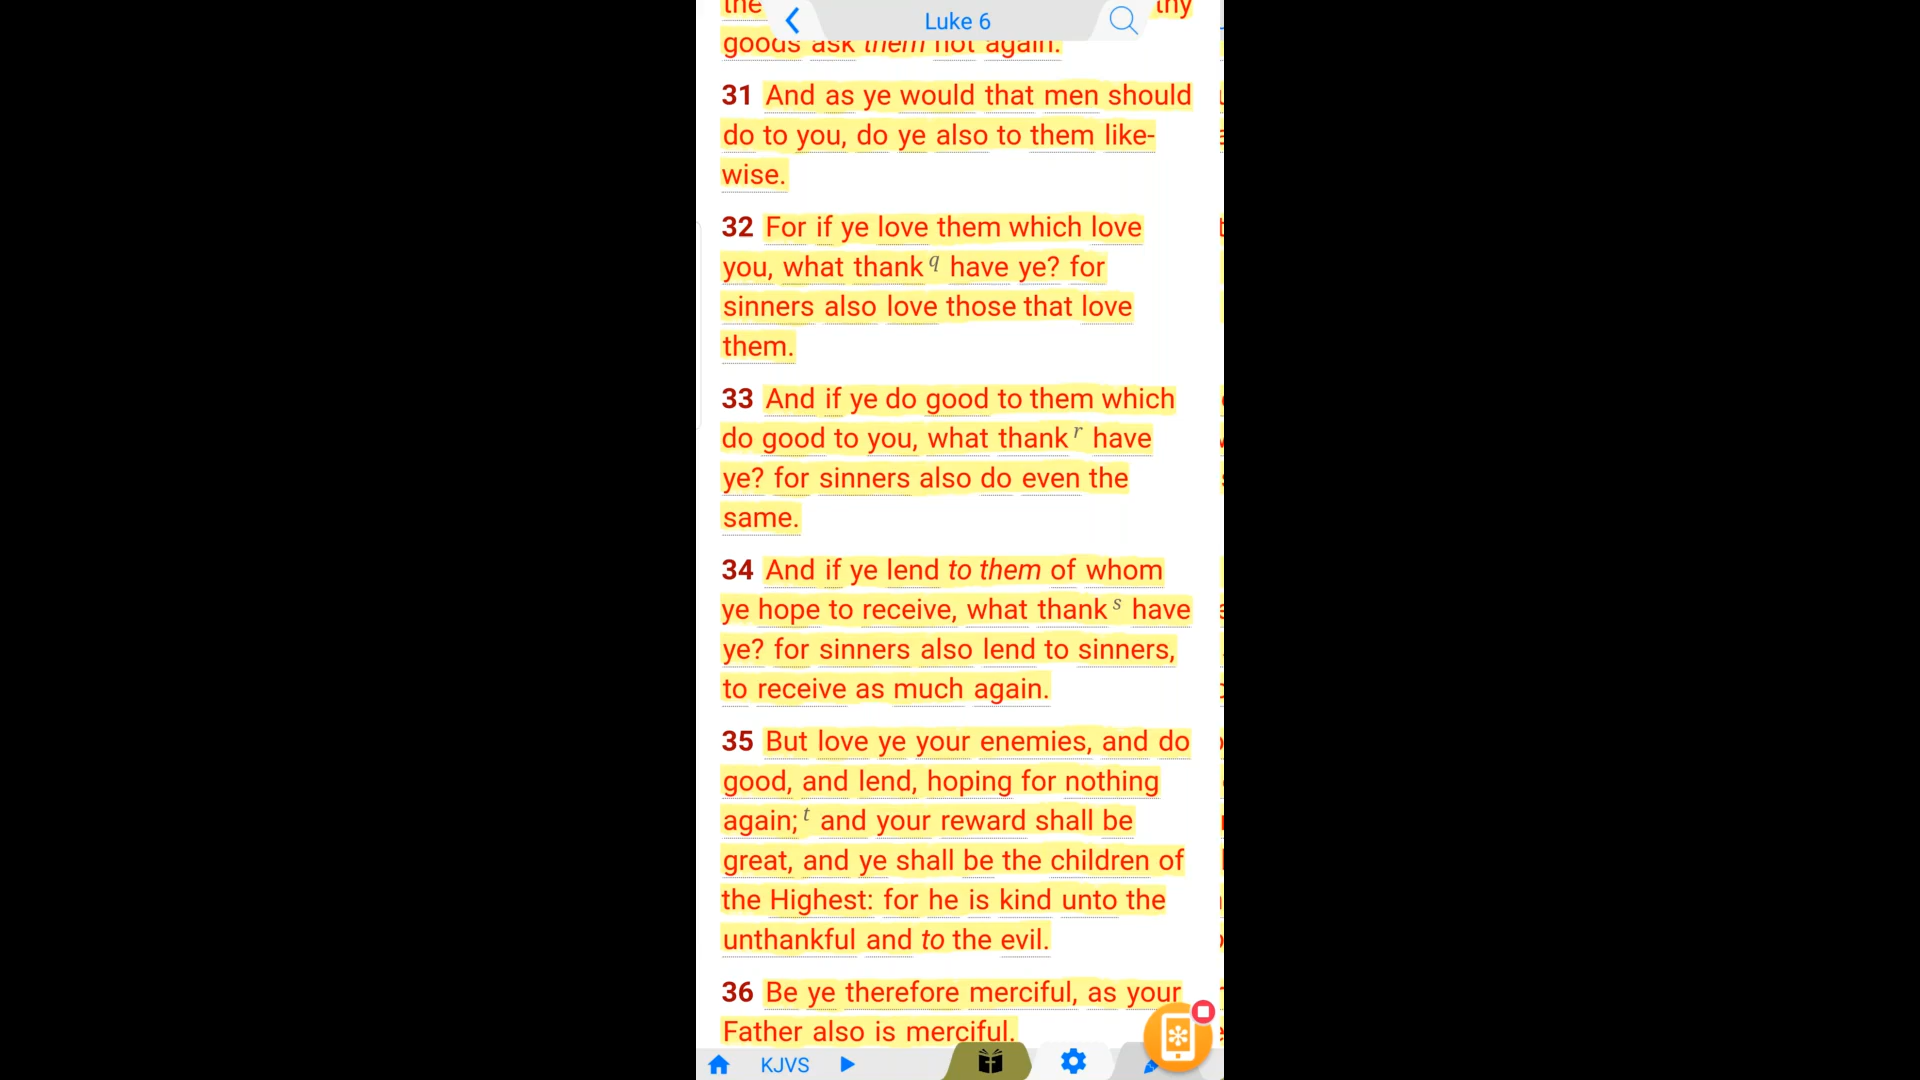 the thy
Luke 6
goods ask them not again.
31 And as ye would that men should
do to you, do ye also to them like-
wise.
32 For if ye love them which love
you, what thank q have ye? for
sinners also love those that love
them.
33 And if ye do good to them which
do good to you, what thank r have
ye? for sinners also do even the
same.
34 And if ye lend to them of whom
ye hope to receive, what thank s have
ye? for sinners also lend to sinners,
to receive as much again.
35 But love ye your enemies, and do
good, and lend, hoping for nothing
again; t and your reward shall be
great, and ye shall be the children of
the Highest: for he is kind unto the
unthankful and to the evil.
36 Be ye therefore merciful, as your
Father also is merciful.
KJVS